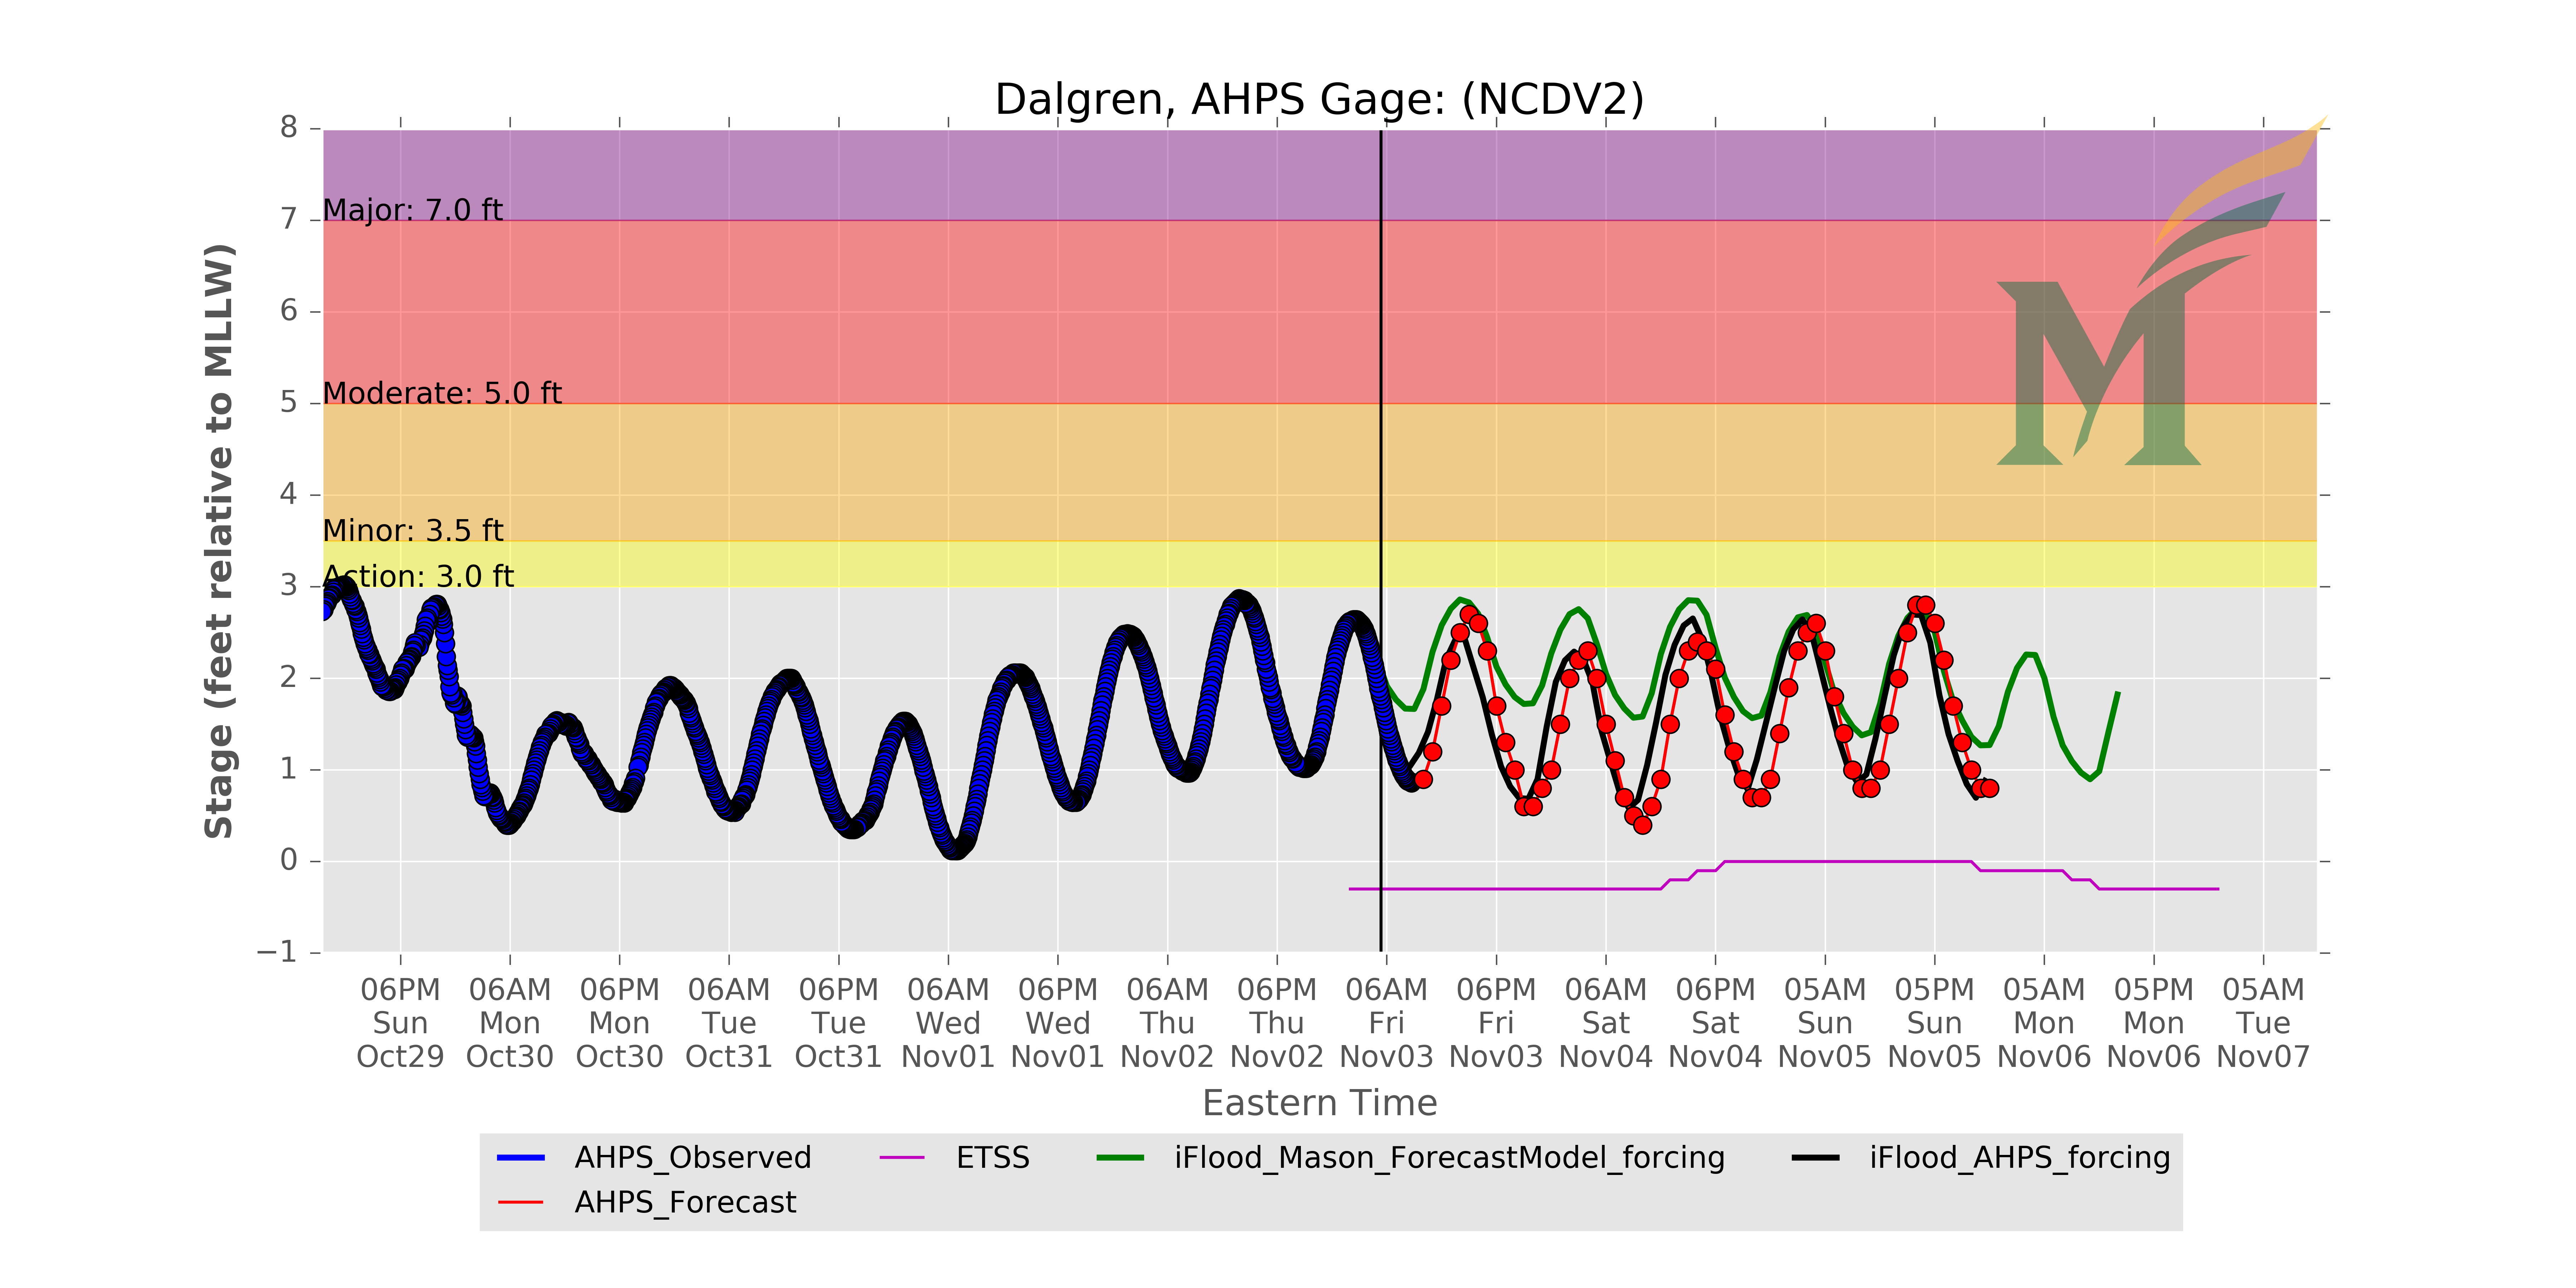 Dalgren, AHPS Gage: (NCDV2)
8
7
6
5
4
3
2
1
0
−1
Stage (feet relative to MLLW)
Major: 7.0 ft
Moderate: 5.0 ft
Minor: 3.5 ft
Action: 3.0 ft
M
06PM 06AM 06PM 06AM 06PM 06AM 06PM 06AM 06PM 06AM 06PM 06AM 06PM 05AM 05PM 05AM 05PM 05AM
Sun Mon Mon Tue Tue Wed Wed Thu Thu Fri Fri Sat Sat Sun Sun Mon Mon Tue
Oct29 Oct30 Oct30 Oct31 Oct31 Nov01 Nov01 Nov02 Nov02 Nov03 Nov03 Nov04 Nov04 Nov05 Nov05 Nov06 Nov06 Nov07
Eastern Time
AHPS_Observed ETSS iFlood_Mason_ForecastModel_forcing iFlood_AHPS_forcing
AHPS_Forecast